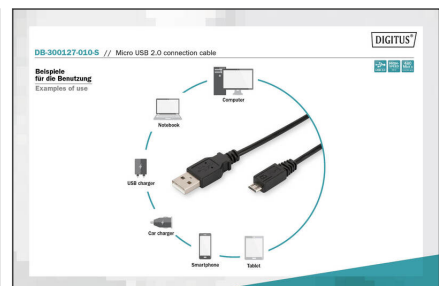 DIGITUS®
DB-300127-010-S // Micro USB 2.0 connection cable
Beispiele
für die Benutzung
Examples of use
Computer
Notebook
USB charger
Car charger
Smartphone
Tablet